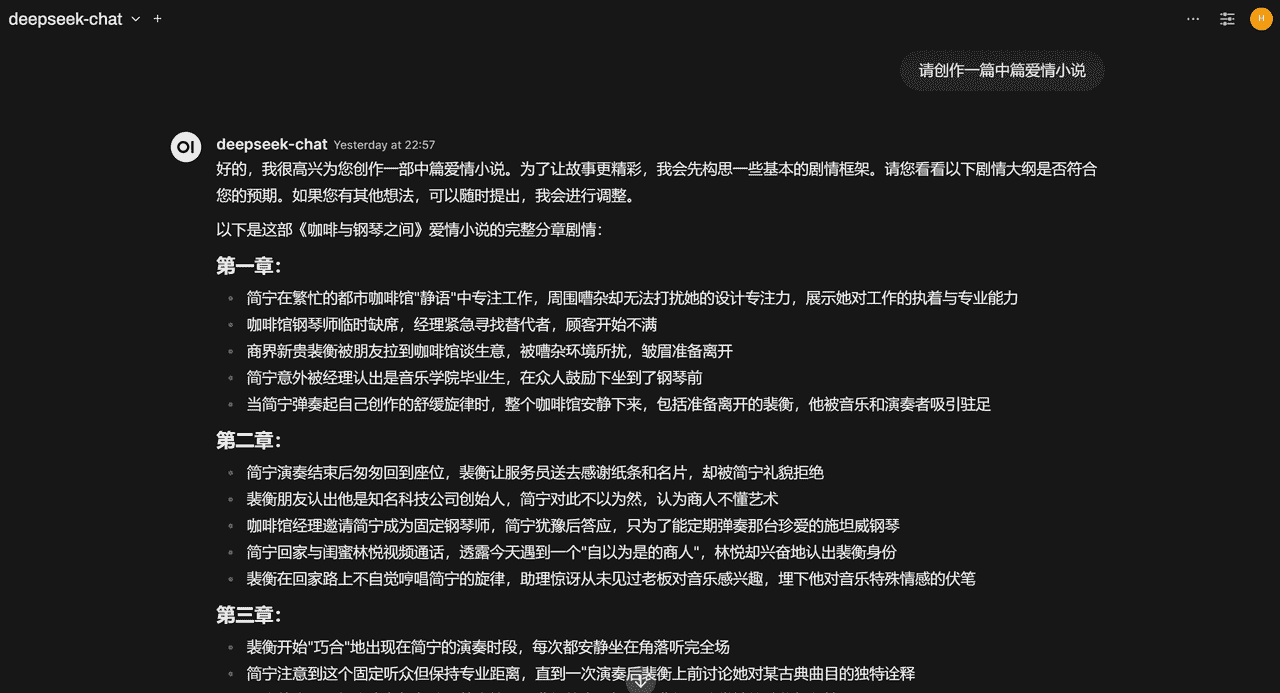 deepseek-chat
H
请创作一篇中篇爱情小说
OI deepseek-chat Yesterday at 22:57
好的，我很高兴为您创作一部中篇爱情小说。为了让故事更精彩，我会先构思一些基本的剧情框架。请您看看以下剧情大纲是否符合
您的预期。如果您有其他想法，可以随时提出，我会进行调整。
以下是这部《咖啡与钢琴之间》爱情小说的完整分章剧情：
第一章：
简宁在繁忙的都市咖啡馆"静语"中专注工作，周围嘈杂却无法打扰她的设计专注力，展示她对工作的执着与专业能力
咖啡馆钢琴师临时缺席，经理紧急寻找替代者，顾客开始不满
商界新贵裴衡被朋友拉到咖啡馆谈生意，被嘈杂环境所扰，皱眉准备离开
简宁意外被经理认出是音乐学院毕业生，在众人鼓励下坐到了钢琴前
当简宁弹奏起自己创作的舒缓旋律时，整个咖啡馆安静下来，包括准备离开的裴衡，他被音乐和演奏者吸引驻足
第二章：
简宁演奏结束后匆匆回到座位，裴衡让服务员送去感谢纸条和名片，却被简宁礼貌拒绝
裴衡朋友认出他是知名科技公司创始人，简宁对此不以为然，认为商人不懂艺术
咖啡馆经理邀请简宁成为固定钢琴师，简宁犹豫后答应，只为了能定期弹奏那台珍爱的施坦威钢琴
简宁回家与闺蜜林悦视频通话，透露今天遇到一个"自以为是的商人"，林悦却兴奋地认出裴衡身份
裴衡在回家路上不自觉哼唱简宁的旋律，助理惊讶从未见过老板对音乐感兴趣，埋下他对音乐特殊情感的伏笔
第三章：
裴衡开始"巧合"地出现在简宁的演奏时段，每次都安静坐在角落听完全场
简宁注意到这个固定听众但保持专业距离，直到一次演奏后裴衡上前讨论她对某古典曲目的独特诠释